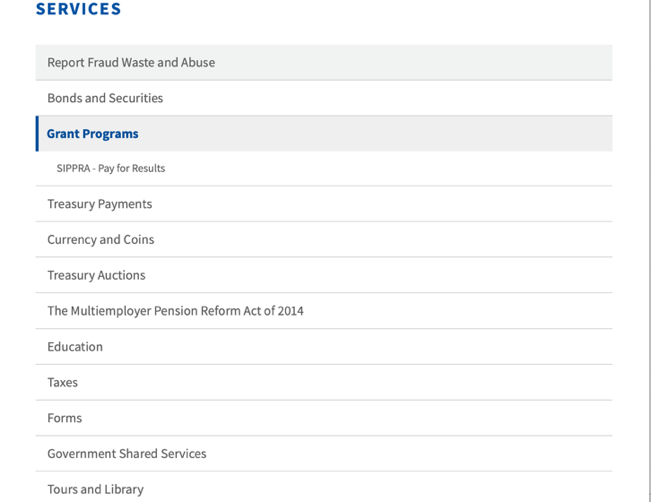 SERVICES
Report Fraud Waste and Abuse
Bonds and Securities
Grant Programs
SIPPRA - Pay for Results
Treasury Payments
Currency and Coins
Treasury Auctions
The Multiemployer Pension Reform Act of 2014
Education
Taxes
Forms
Government Shared Services
Tours and Library